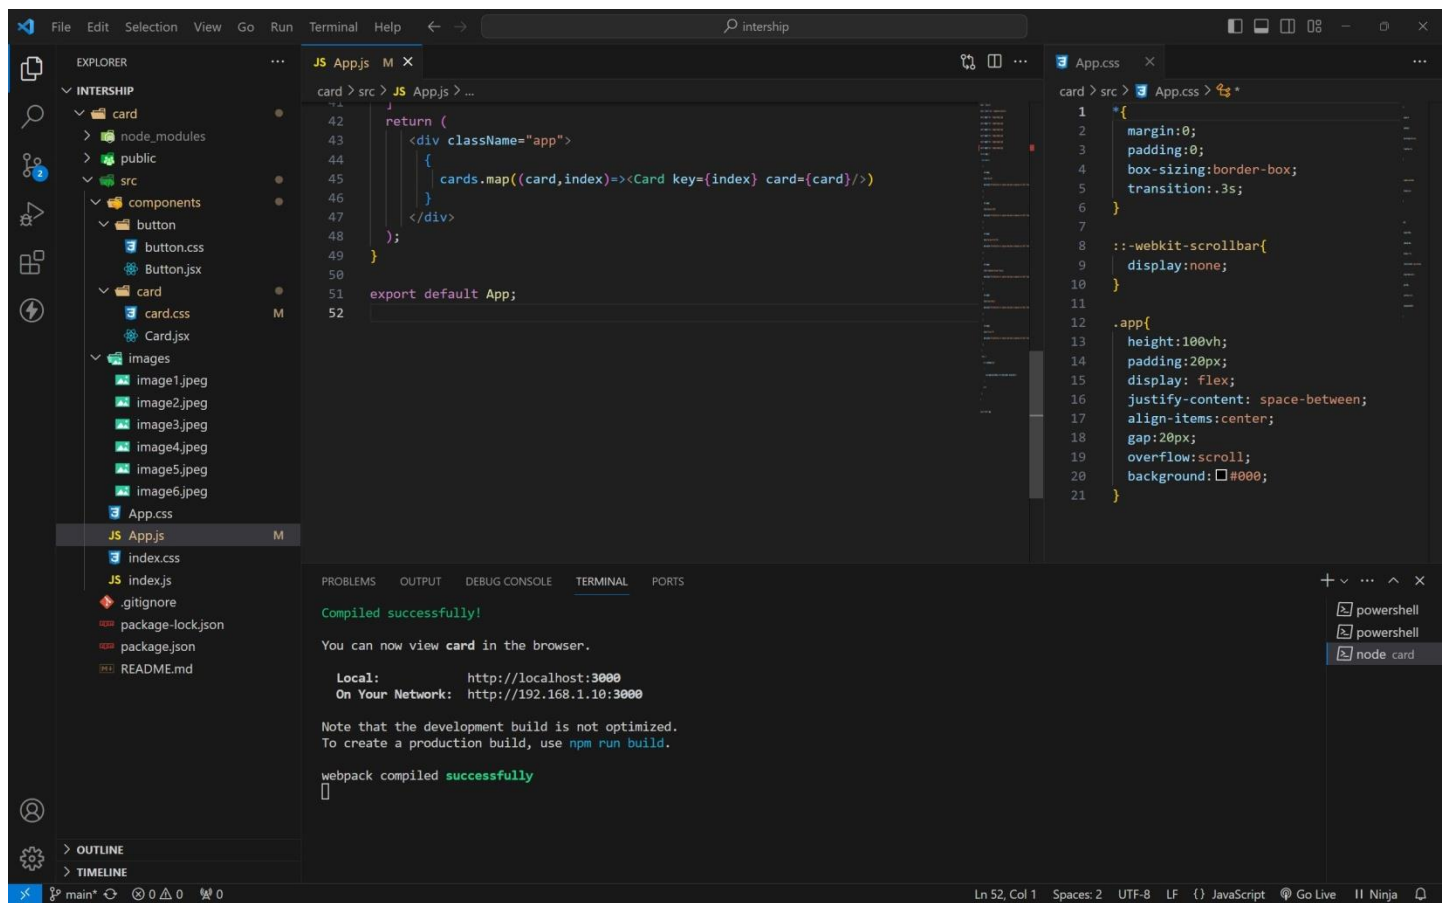 File Edit Selection View Go Run Terminal Help
intership
EXPLORER
INTERSHIP
card
node_modules
public
src
components
button
button.css
Button.jsx
card
card.css M
Card.jsx
images
image1.jpeg
image2.jpeg
image3.jpeg
image4.jpeg
image5.jpeg
image6.jpeg
App.css
JS App.js M
index.css
JS index.js
.gitignore
package-lock.json
package.json
README.md
OUTLINE
TIMELINE
JS App.js M
card > src > JS App.js > ...
41 ]
42 return (
43 <div className="app">
44 {
45 cards.map((card,index)=><Card key={index} card={card}/>)
46 }
47 </div>
48 );
49 }
50
51 export default App;
52
App.css
card > src > App.css > *
1 *{
2 margin:0;
3 padding:0;
4 box-sizing:border-box;
5 transition:.3s;
6 }
7
8 ::-webkit-scrollbar{
9 display:none;
10 }
11
12 .app{
13 height:100vh;
14 padding:20px;
15 display: flex;
16 justify-content: space-between;
17 align-items:center;
18 gap:20px;
19 overflow:scroll;
20 background:#000;
21 }
PROBLEMS OUTPUT DEBUG CONSOLE TERMINAL PORTS
Compiled successfully!
You can now view card in the browser.
Local: http://localhost:3000
On Your Network: http://192.168.1.10:3000
Note that the development build is not optimized.
To create a production build, use npm run build.
webpack compiled successfully
powershell
powershell
node card
2
main* 0 0 0
Ln 52, Col 1 Spaces: 2 UTF-8 LF {} JavaScript Go Live Ninja